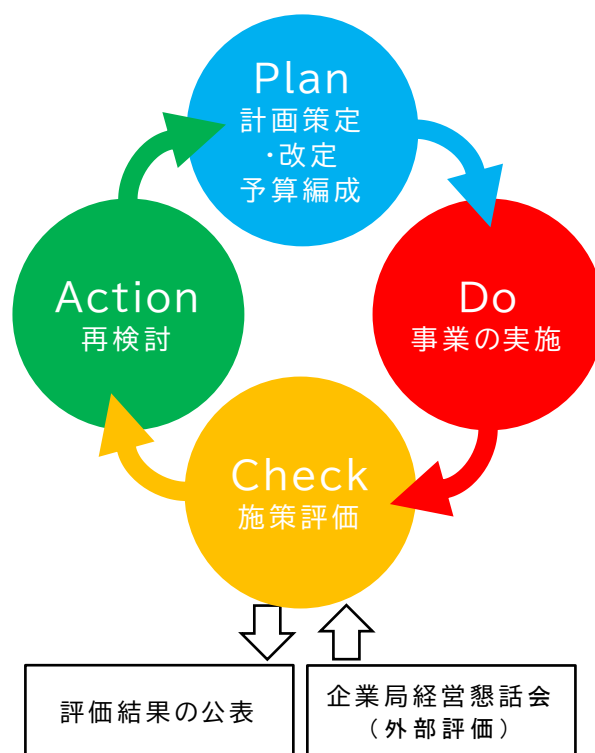 Plan
計画策定
・改定
予算編成
Action
再検討
Do
事業の実施
Check
施策評価
評価結果の公表
企業局経営懇話会
（外部評価）